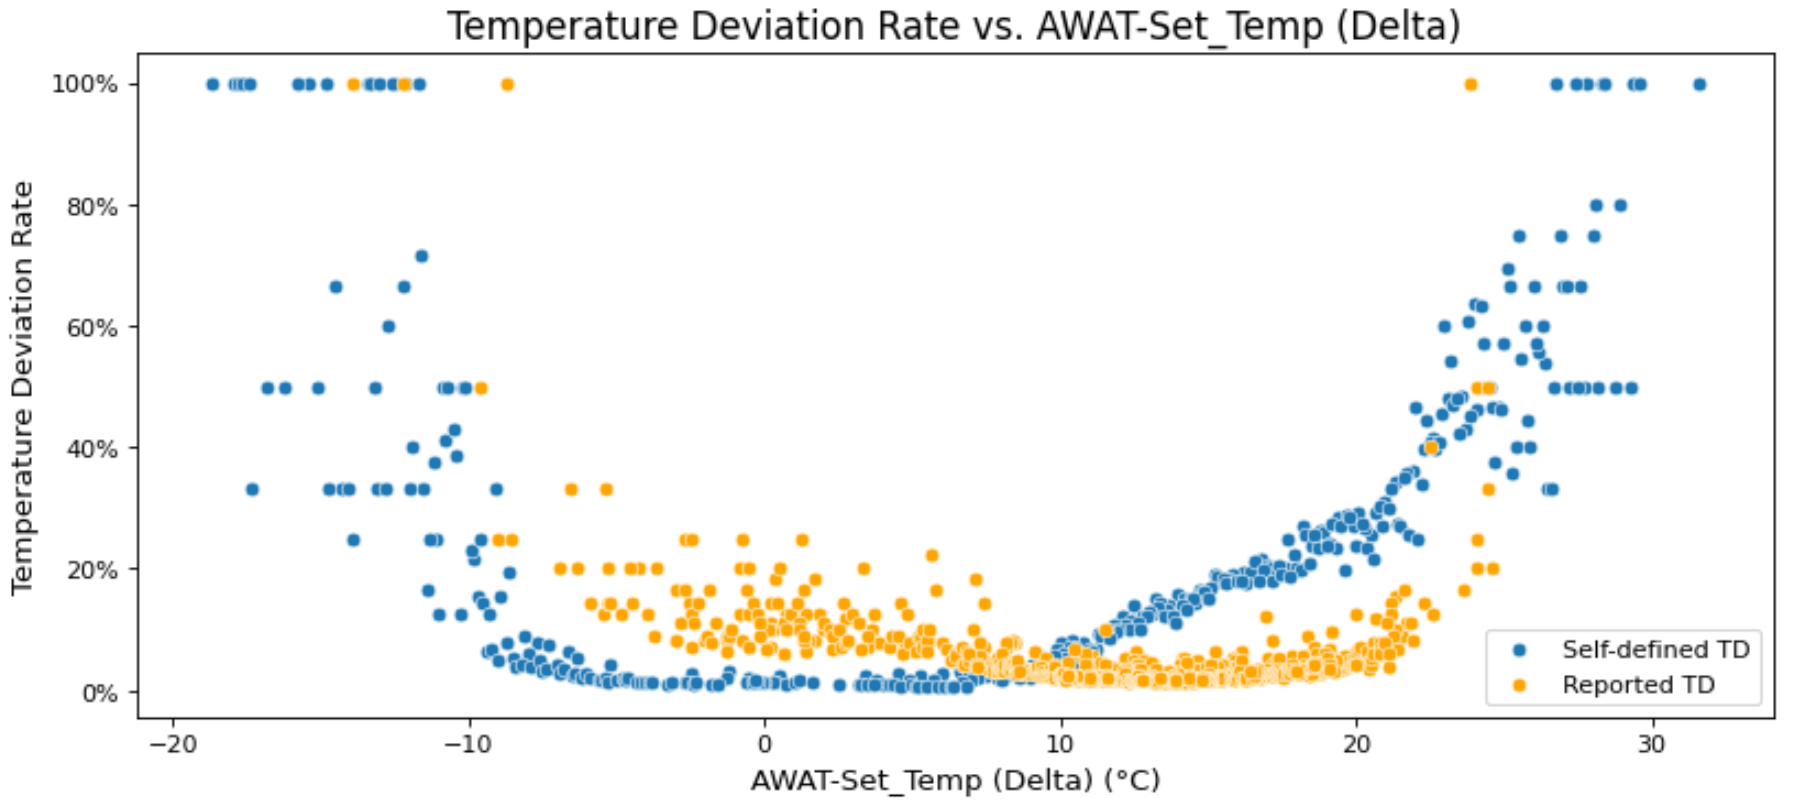 Temperature Deviation Rate vs. AWAT-Set_Temp (Delta)
Temperature Deviation Rate
100%
80%
60%
40%
20%
0%
−20
−10
0
10
20
30
AWAT-Set_Temp (Delta) (°C)
Self-defined TD
Reported TD